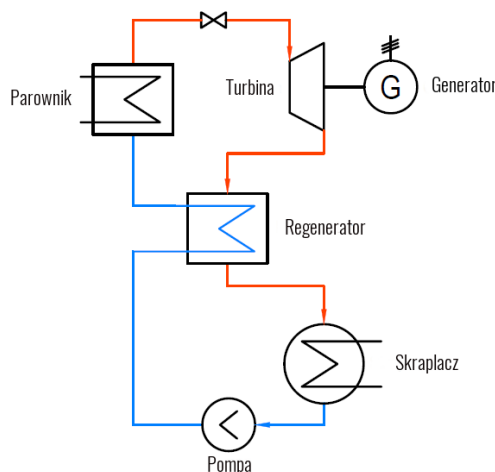 Parownik
Turbina
G
Generator
Regenerator
Skraplacz
Pompa